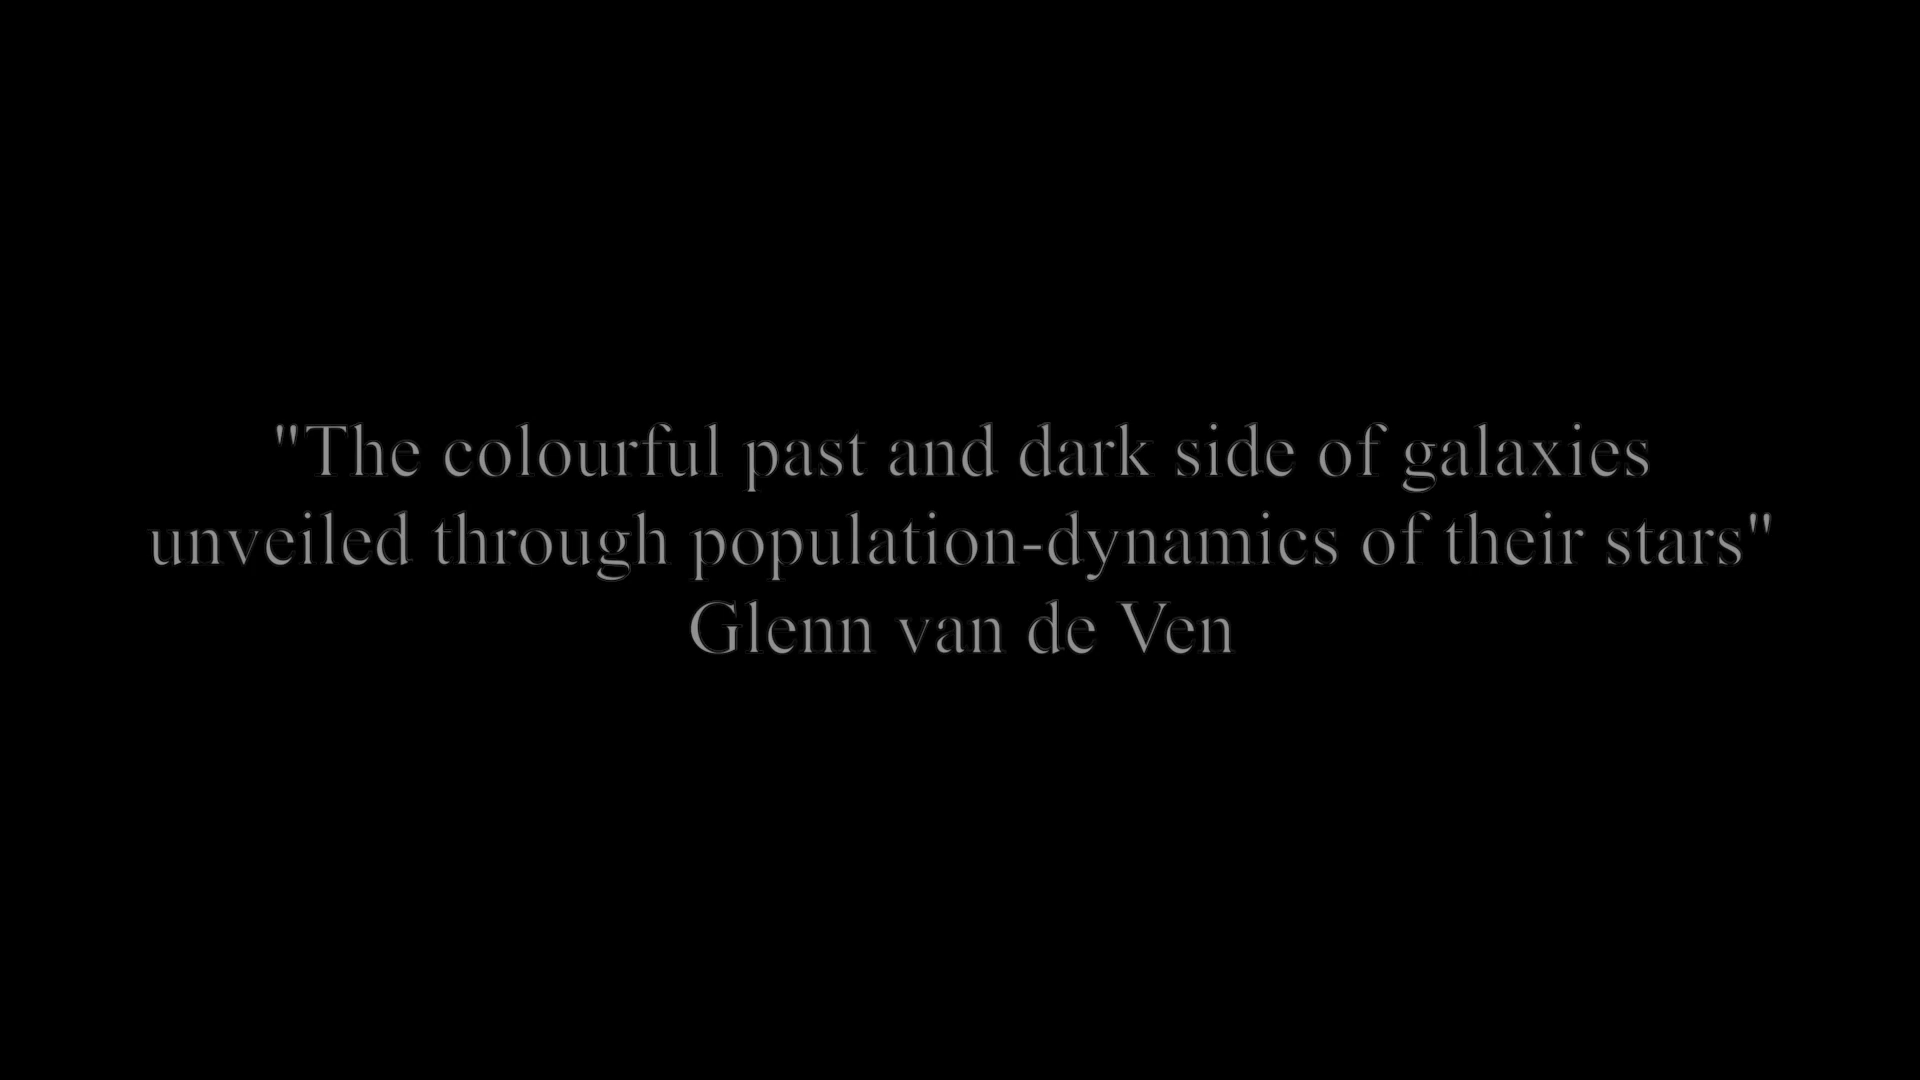 "The colourful past and dark side of galaxies
unveiled through population-dynamics of their stars"
Glenn van de Ven